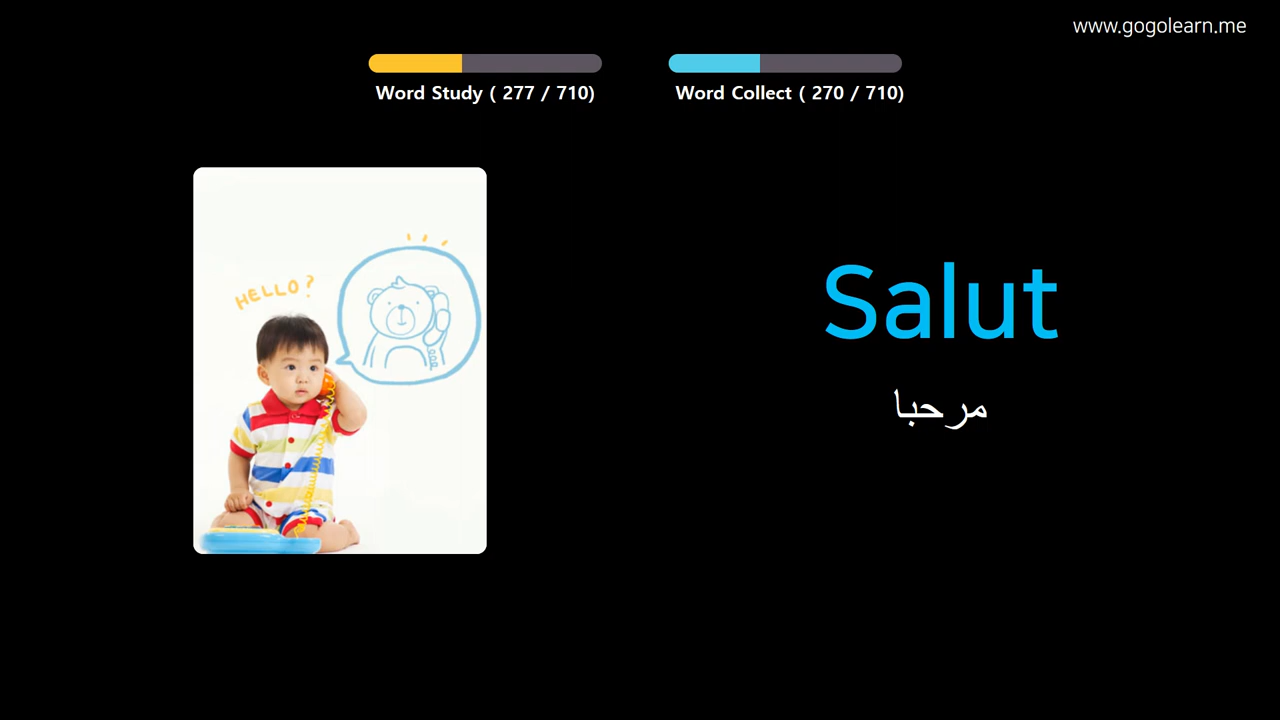 www.gogolearn.me
Word Study ( 277 / 710)
Word Collect ( 270 / 710)
HELLO?
Salut
مرحبا